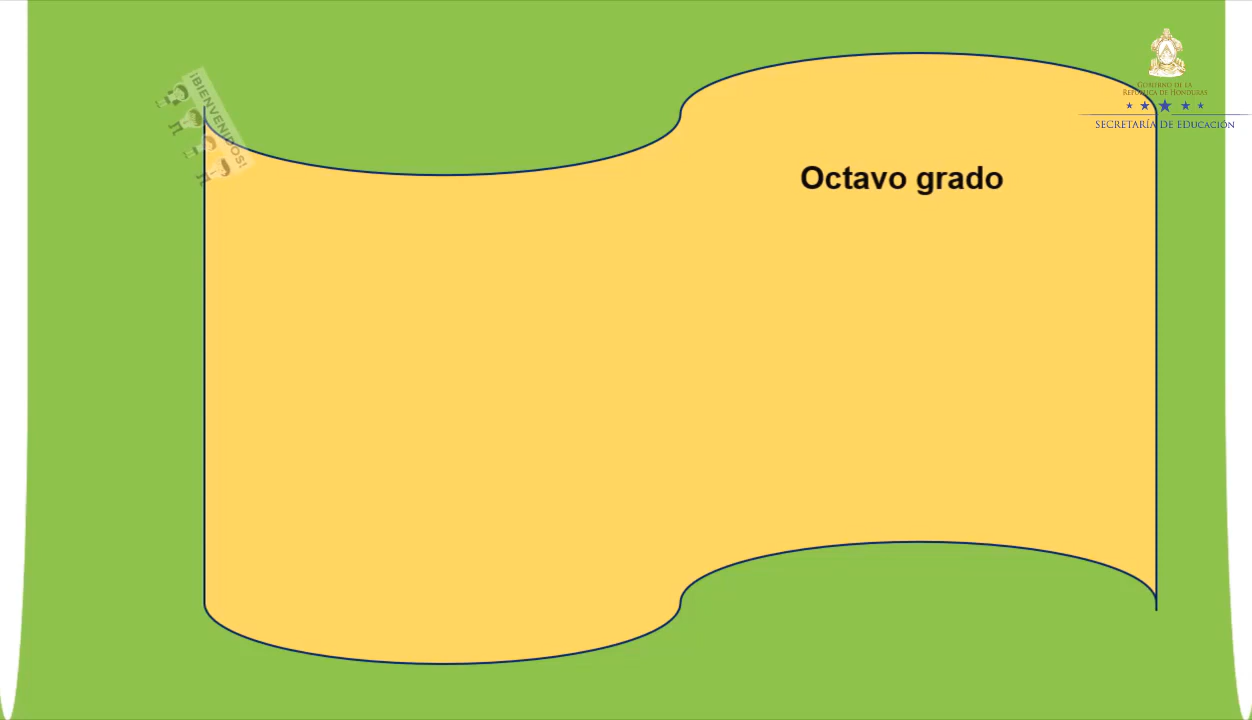 ¡BIENVENIDOS!
GOBIERNO DE LA
REPÚBLICA DE HONDURAS
SECRETARÍA DE EDUCACIÓN
Octavo grado